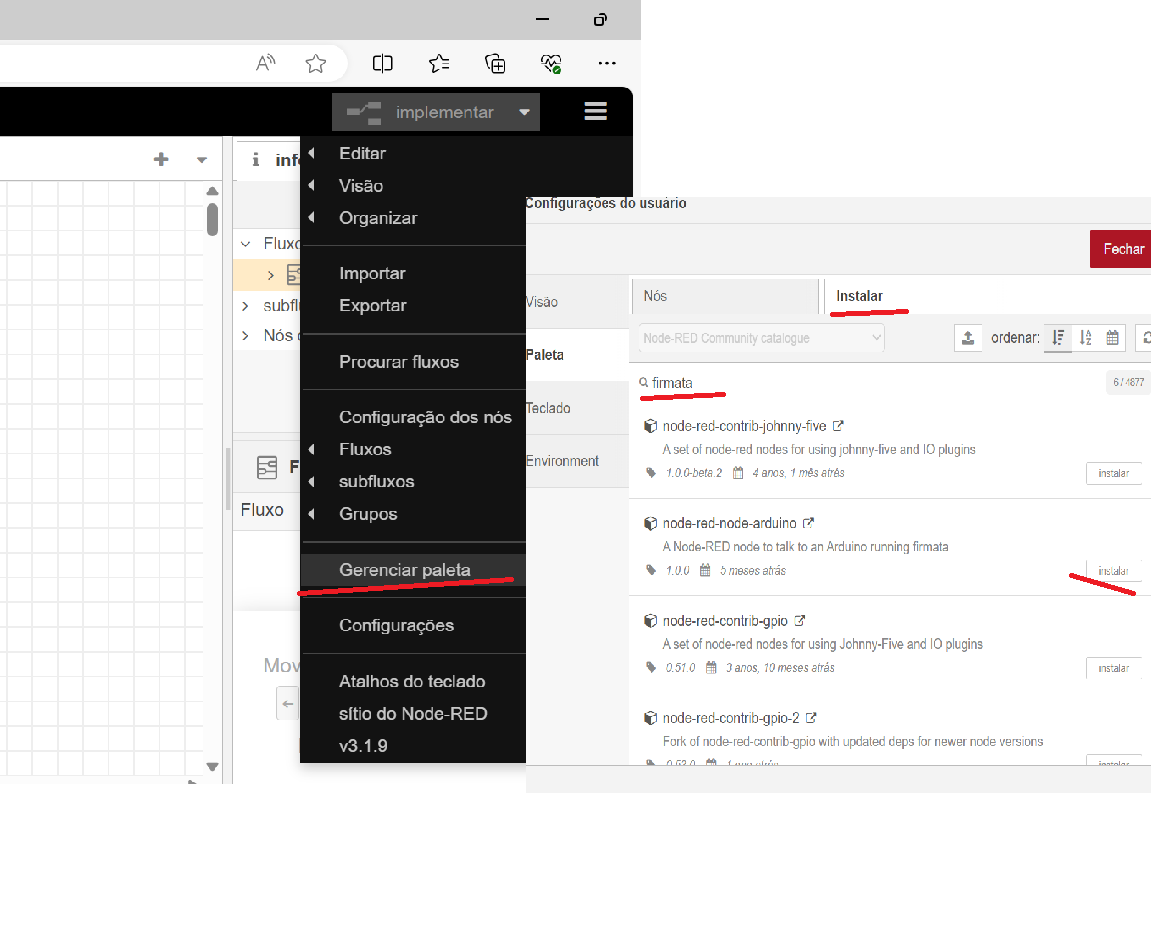 implementar
info
Editar
Visão
Organizar
Importar
Exportar
Procurar fluxos
Configuração dos nós
Fluxos
subfluxos
Grupos
Gerenciar paleta
Configurações
Atalhos do teclado
sítio do Node-RED
v3.1.9
Fluxo
subfl
Nós
F
Fluxo
Mov
Configurações do usuário
Fechar
Visão
Paleta
Teclado
Environment
Nós
Instalar
Node-RED Community catalogue
ordenar:
firmata
6 / 4877
node-red-contrib-johnny-five
A set of node-red nodes for using johnny-five and IO plugins
1.0.0-beta.2 4 anos, 1 mês atrás
instalar
node-red-node-arduino
A Node-RED node to talk to an Arduino running firmata
1.0.0 5 meses atrás
instalar
node-red-contrib-gpio
A set of node-red nodes for using Johnny-Five and IO plugins
0.51.0 3 anos, 10 meses atrás
instalar
node-red-contrib-gpio-2
Fork of node-red-contrib-gpio with updated deps for newer node versions
instalar